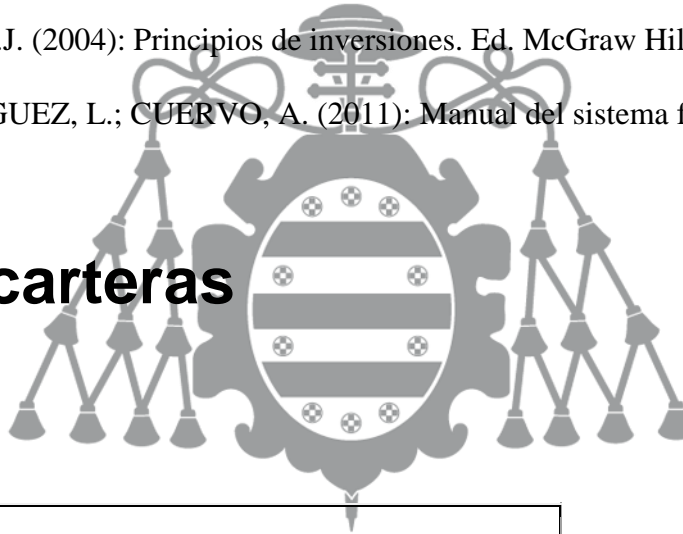 .J. (2004): Principios de inversiones. Ed. McGraw Hil
GUEZ, L.; CUERVO, A. (2011): Manual del sistema f
carteras